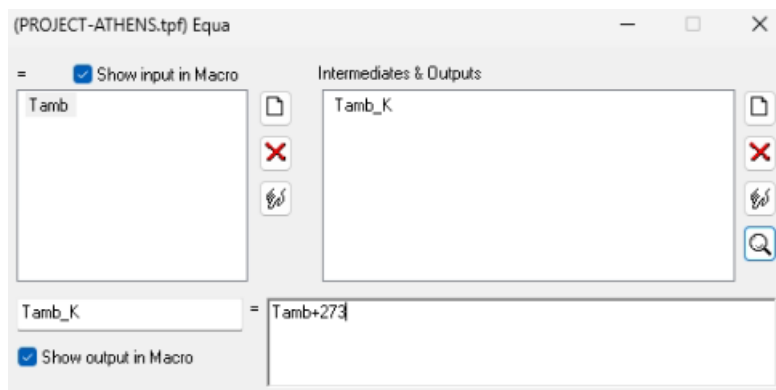 (PROJECT-ATHENS.tpf) Equa
= Show input in Macro
Intermediates & Outputs
Tamb
Tamb_K
Tamb_K = Tamb+273
Show output in Macro